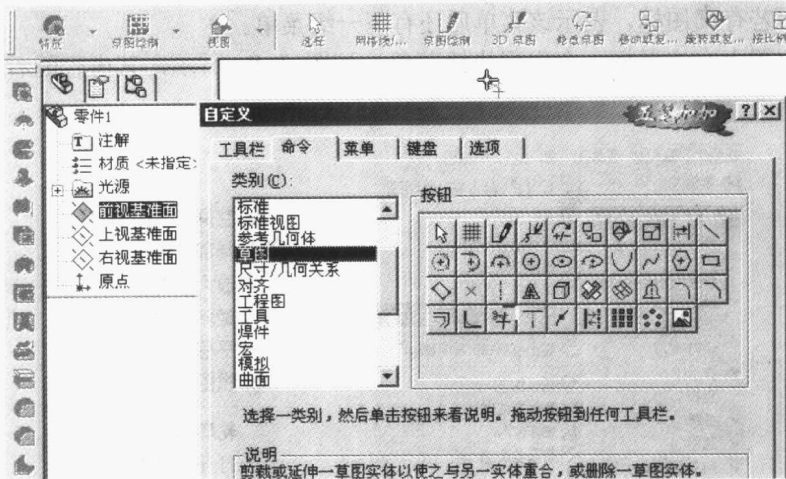 特征
草图绘制
视图
选择
网格线/...
草图绘制
3D 草图
修改草图
移动或复...
旋转或复...
按比例
零件1
注解
材质 <未指定>
光源
前视基准面
上视基准面
右视基准面
原点
自定义
五笔加加
工具栏
命令
菜单
键盘
选项
类别(C):
标准
标准视图
参考几何体
草图
尺寸/几何关系
对齐
工程图
工具
焊件
宏
模拟
曲面
按钮
选择一类别，然后单击按钮来看说明。拖动按钮到任何工具栏。
说明
剪裁或延伸一草图实体以使之与另一实体重合，或删除一草图实体。